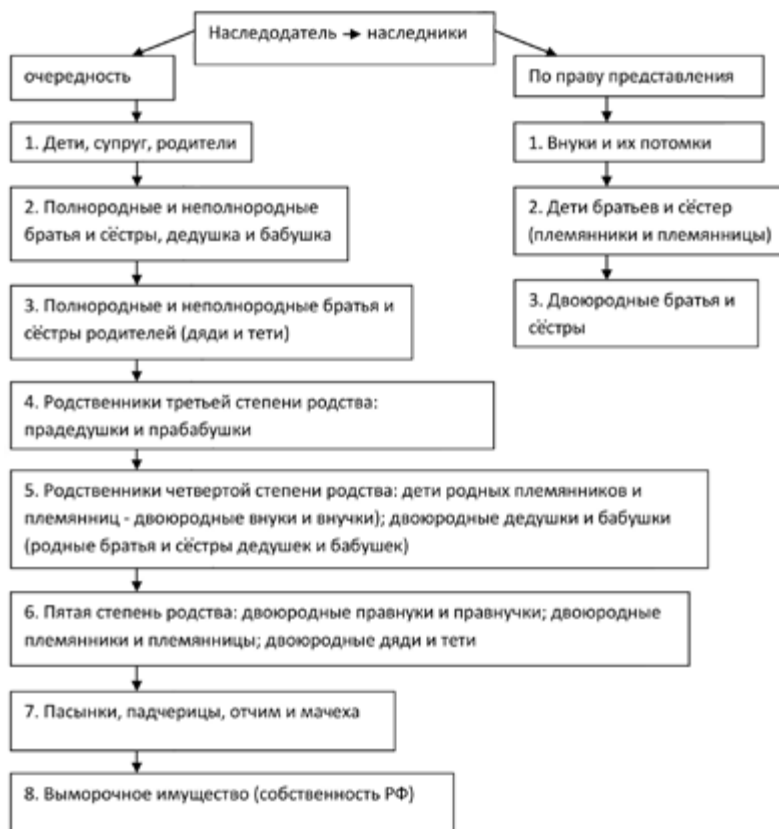 Наследодатель → наследники
очередность
1. Дети, супруг, родители
2. Полнородные и неполнородные
братья и сёстры, дедушка и бабушка
3. Полнородные и неполнородные братья и
сёстры родителей (дяди и тети)
4. Родственники третьей степени родства:
прадедушки и прабабушки
5. Родственники четвертой степени родства: дети родных племянников и
племянниц - двоюродные внуки и внучки); двоюродные дедушки и бабушки
(родные братья и сёстры дедушек и бабушек)
6. Пятая степень родства: двоюродные правнуки и правнучки; двоюродные
племянники и племянницы; двоюродные дяди и тети
7. Пасынки, падчерицы, отчим и мачеха
8. Выморочное имущество (собственность РФ)
По праву представления
1. Внуки и их потомки
2. Дети братьев и сёстер
(племянники и племянницы)
3. Двоюродные братья и
сёстры